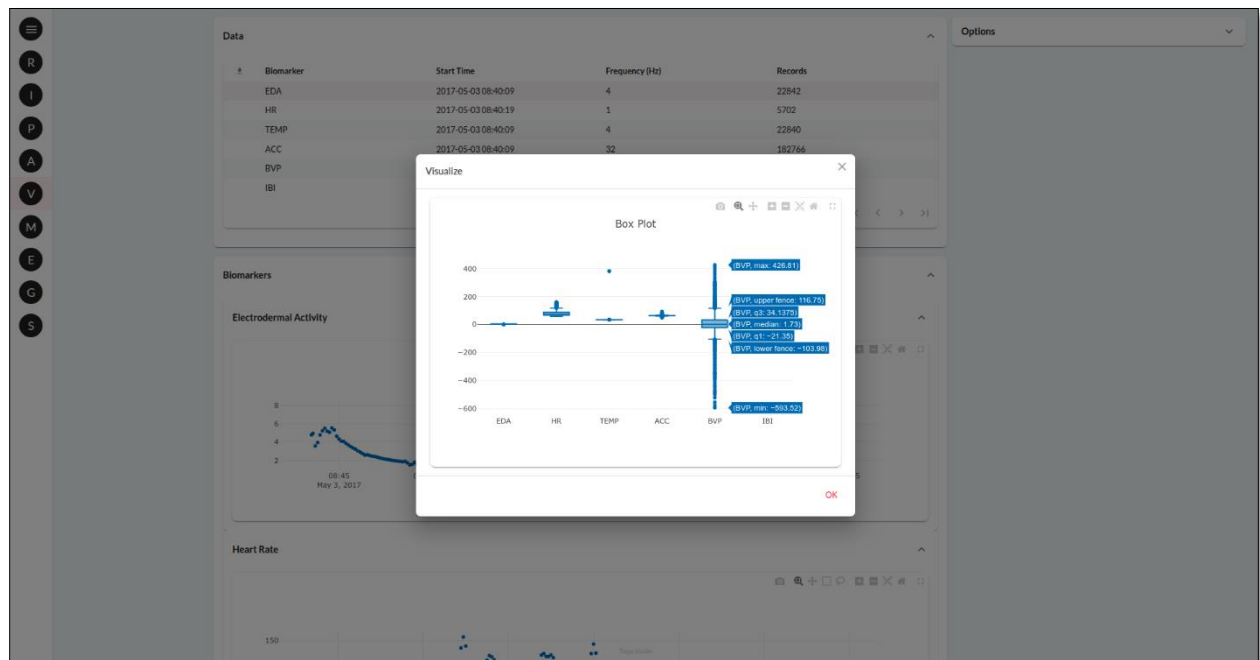 Data
Options
R
I
P
A
V
M
E
G
S
Biomarker Start Time Frequency (Hz) Records
EDA 2017-05-03 08:40:09 4 22842
HR 2017-05-03 08:40:19 1 5702
TEMP 2017-05-03 08:40:09 4 22840
ACC 2017-05-03 08:40:09 32 182766
BVP
IBI
Visualize
Box Plot
400
200
0
−200
−400
−600
EDA HR TEMP ACC BVP IBI
(BVP, max: 426.81)
(BVP, upper fence: 116.75)
(BVP, q3: 34.1375)
(BVP, median: 1.73)
(BVP, q1: −21.35)
(BVP, lower fence: −103.98)
(BVP, min: −593.52)
OK
Biomarkers
Electrodermal Activity
8
6
4
2
08:45
May 3, 2017
Heart Rate
150